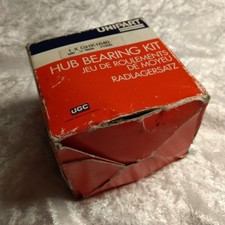 UNIPART
HUB BEARING KIT
JEU DE ROULEMENTS
DE MOYEU
RADLAGERSATZ
UGC